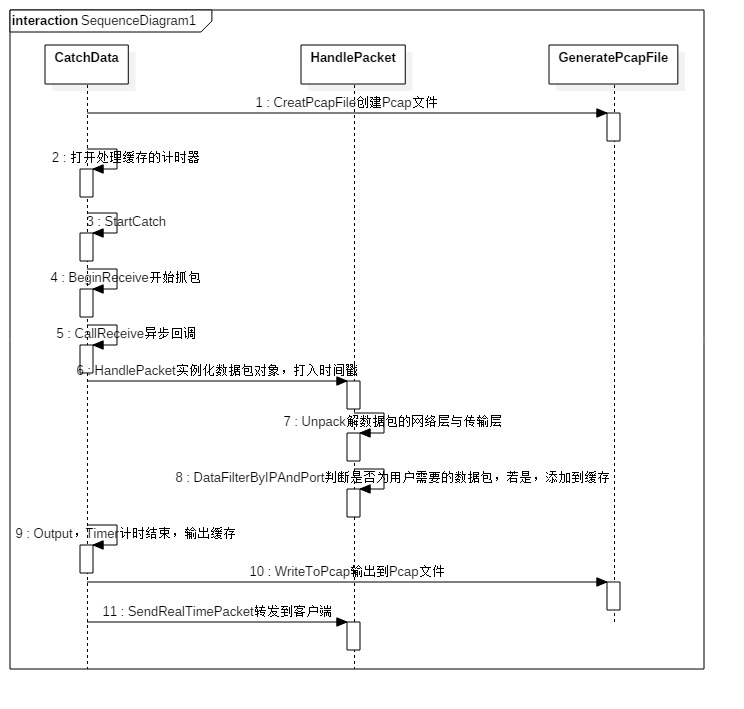 interaction SequenceDiagram1
CatchData
HandlePacket
GeneratePcapFile
1 : CreatPcapFile创建Pcap文件
2 : 打开处理缓存的计时器
3 : StartCatch
4 : BeginReceive开始抓包
5 : CallReceive异步回调
6 : HandlePacket实例化数据包对象，打入时间戳
7 : Unpack解数据包的网络层与传输层
8 : DataFilterByIPAndPort判断是否为用户需要的数据包，若是，添加到缓存
9 : Output，Timer计时结束，输出缓存
10 : WriteToPcap输出到Pcap文件
11 : SendRealTimePacket转发到客户端